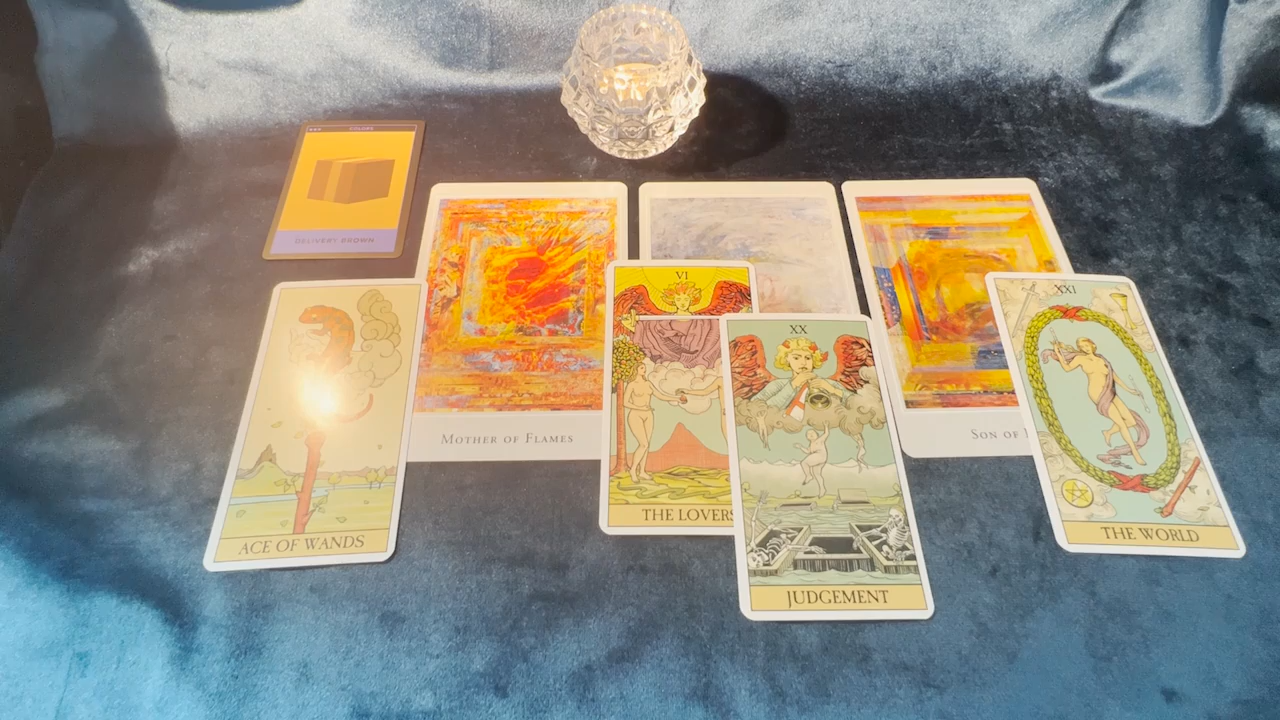 COLORS
DELIVERY BROWN
MOTHER OF FLAMES
SON OF
VI
THE LOVERS
XX
JUDGEMENT
XXI
THE WORLD
ACE OF WANDS